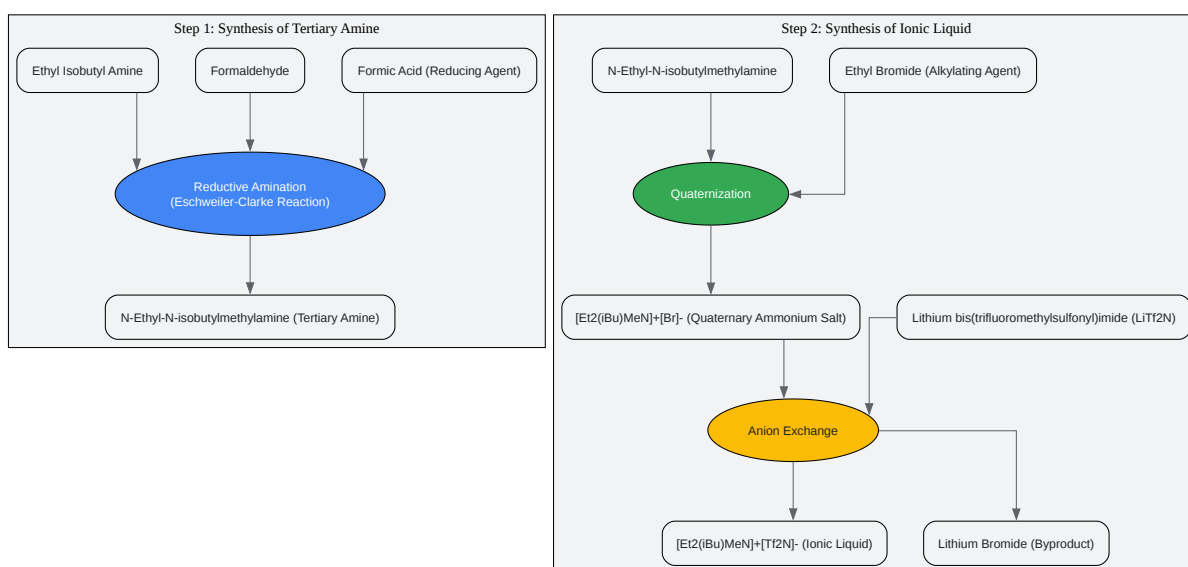 Step 1: Synthesis of Tertiary Amine
Ethyl Isobutyl Amine
Formaldehyde
Formic Acid (Reducing Agent)
Reductive Amination
(Eschweiler-Clarke Reaction)
N-Ethyl-N-isobutylmethylamine (Tertiary Amine)
Step 2: Synthesis of Ionic Liquid
N-Ethyl-N-isobutylmethylamine
Ethyl Bromide (Alkylating Agent)
Quaternization
[Et2(iBu)MeN]+[Br]- (Quaternary Ammonium Salt)
Lithium bis(trifluoromethylsulfonyl)imide (LiTf2N)
Anion Exchange
[Et2(iBu)MeN]+[Tf2N]- (Ionic Liquid)
Lithium Bromide (Byproduct)